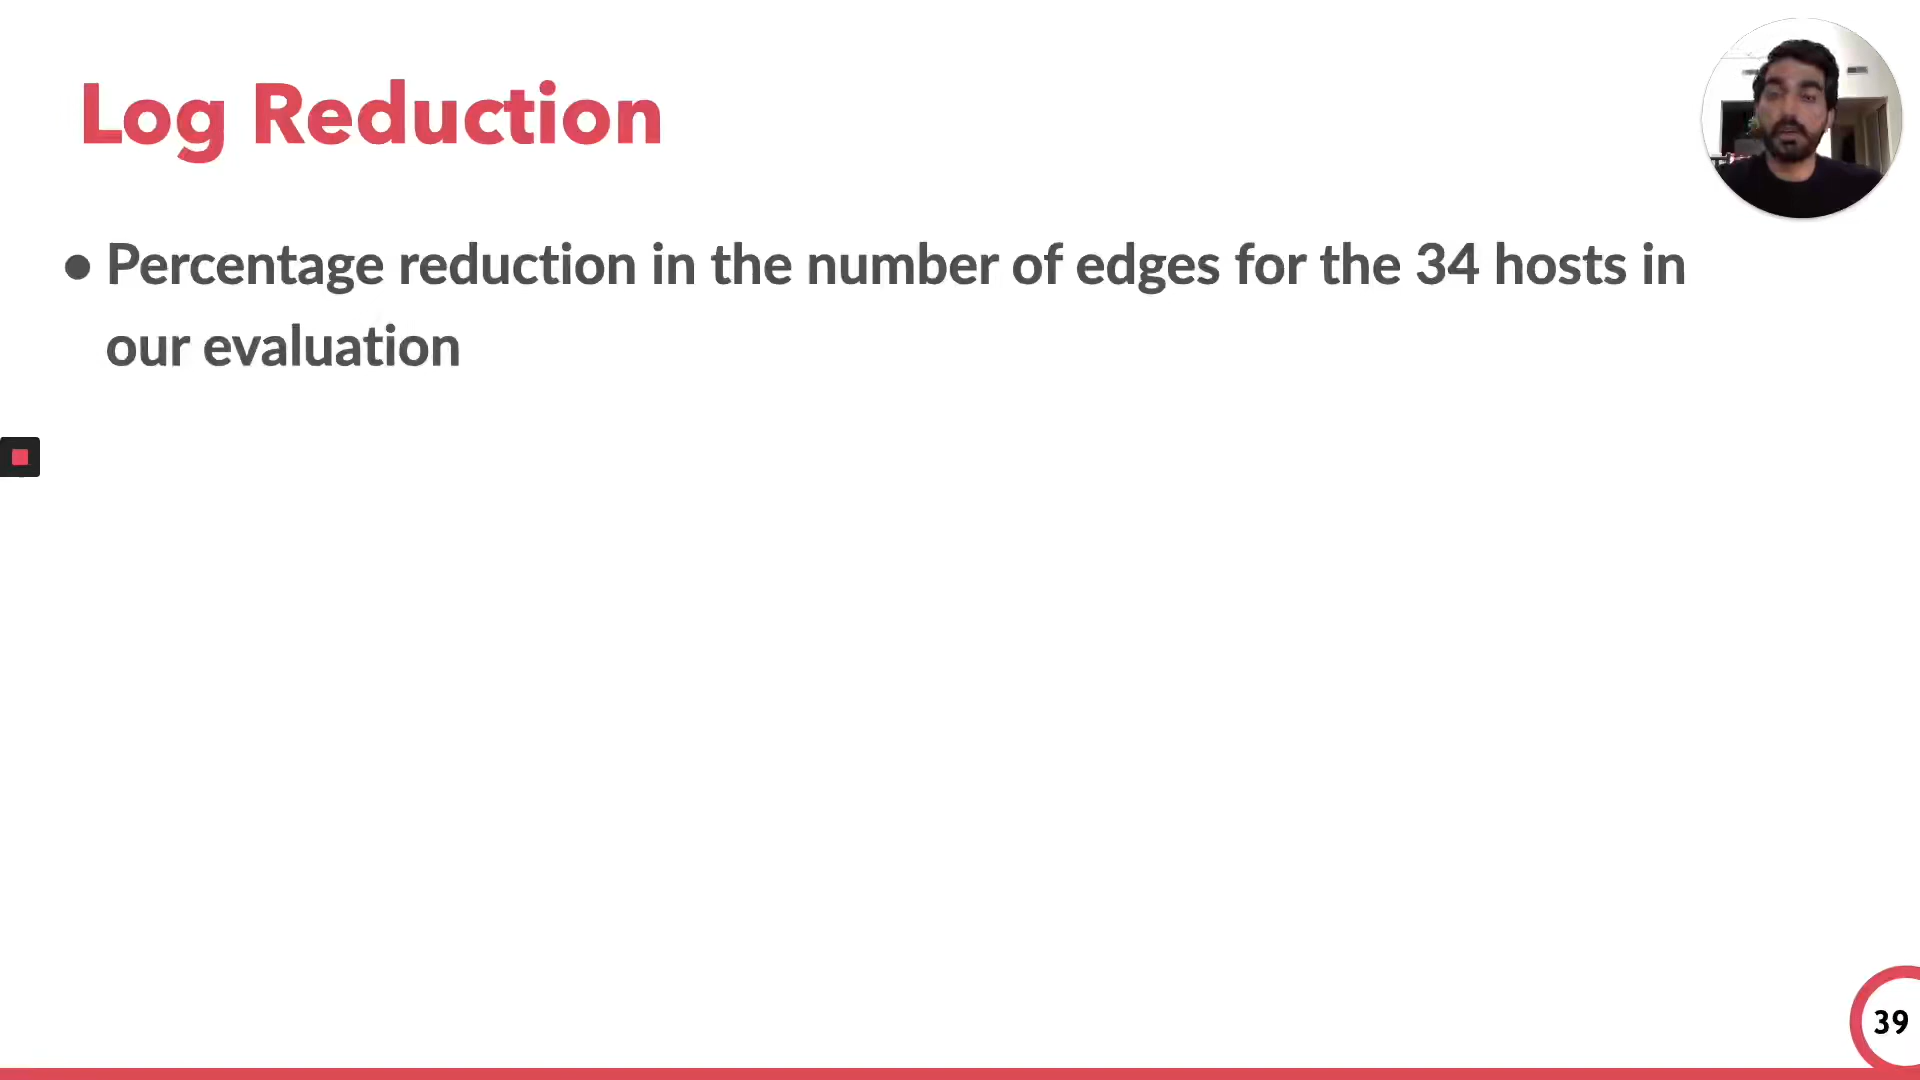 Log Reduction
• Percentage reduction in the number of edges for the 34 hosts in
our evaluation
39